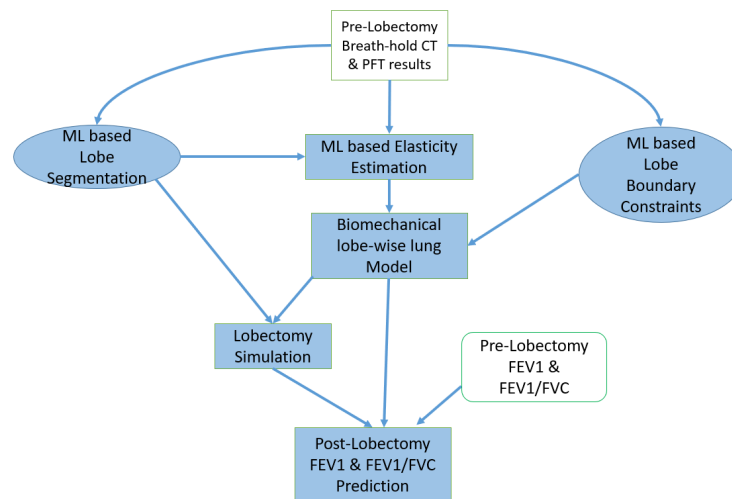 Pre-Lobectomy
Breath-hold CT
& PFT results
ML based
Lobe
Segmentation
ML based Elasticity
Estimation
ML based
Lobe
Boundary
Constraints
Biomechanical
lobe-wise lung
Model
Lobectomy
Simulation
Pre-Lobectomy
FEV1 &
FEV1/FVC
Post-Lobectomy
FEV1 & FEV1/FVC
Prediction